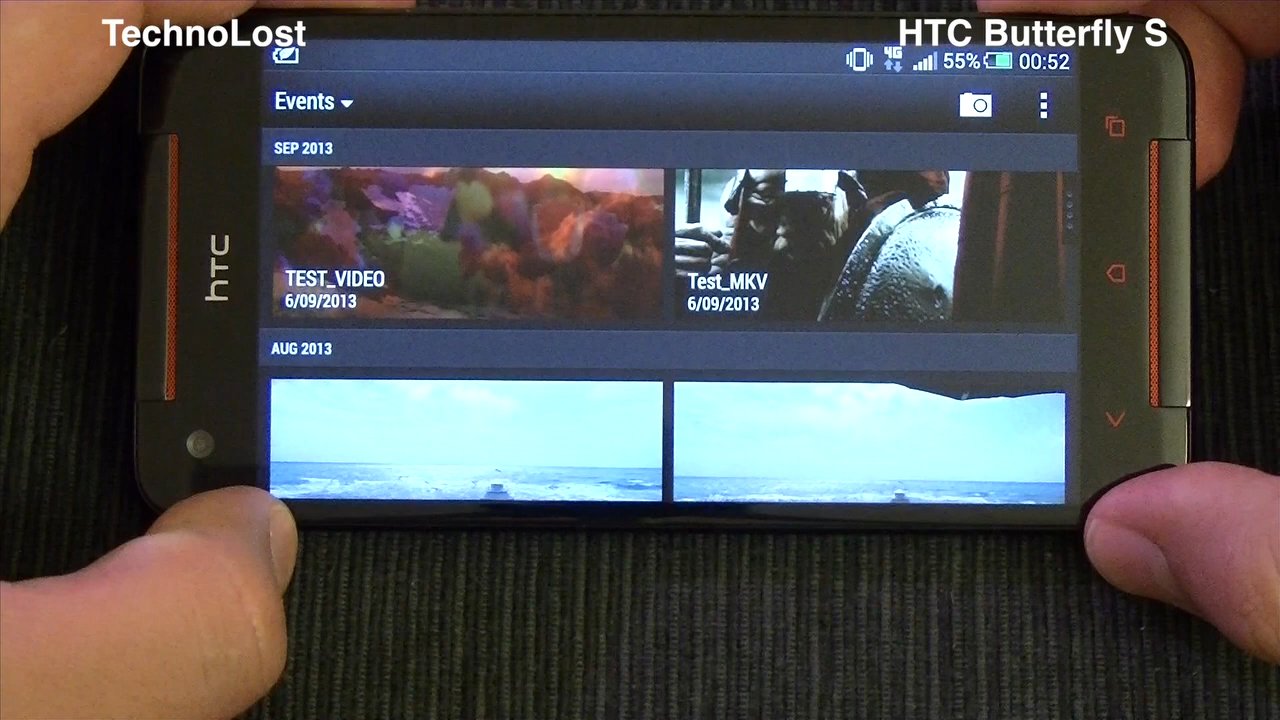 TechnoLost
HTC Butterfly S
4G 55% 00:52
Events
SEP 2013
TEST_VIDEO
6/09/2013
Test_MKV
6/09/2013
AUG 2013
hTC